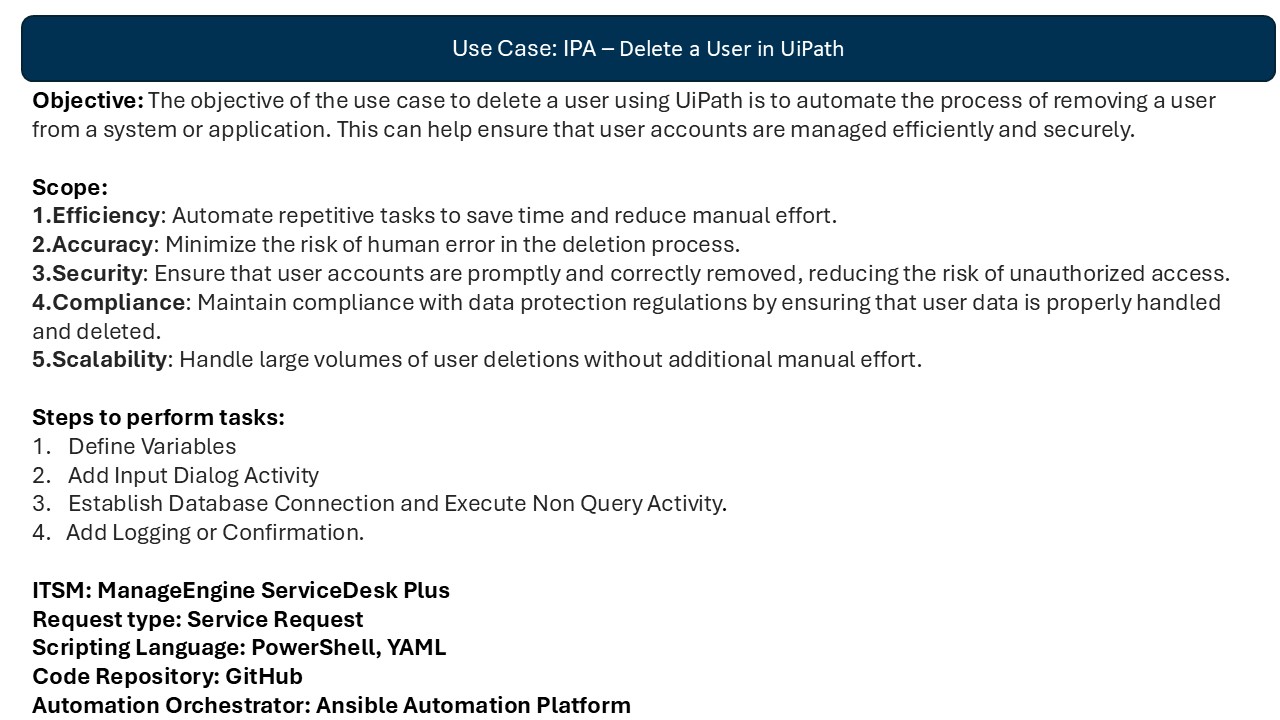 Use Case: IPA – Delete a User in UiPath
Objective: The objective of the use case to delete a user using UiPath is to automate the process of removing a user
from a system or application. This can help ensure that user accounts are managed efficiently and securely.
Scope:
1.Efficiency: Automate repetitive tasks to save time and reduce manual effort.
2.Accuracy: Minimize the risk of human error in the deletion process.
3.Security: Ensure that user accounts are promptly and correctly removed, reducing the risk of unauthorized access.
4.Compliance: Maintain compliance with data protection regulations by ensuring that user data is properly handled
and deleted.
5.Scalability: Handle large volumes of user deletions without additional manual effort.
Steps to perform tasks:
1. Define Variables
2. Add Input Dialog Activity
3. Establish Database Connection and Execute Non Query Activity.
4. Add Logging or Confirmation.
ITSM: ManageEngine ServiceDesk Plus
Request type: Service Request
Scripting Language: PowerShell, YAML
Code Repository: GitHub
Automation Orchestrator: Ansible Automation Platform